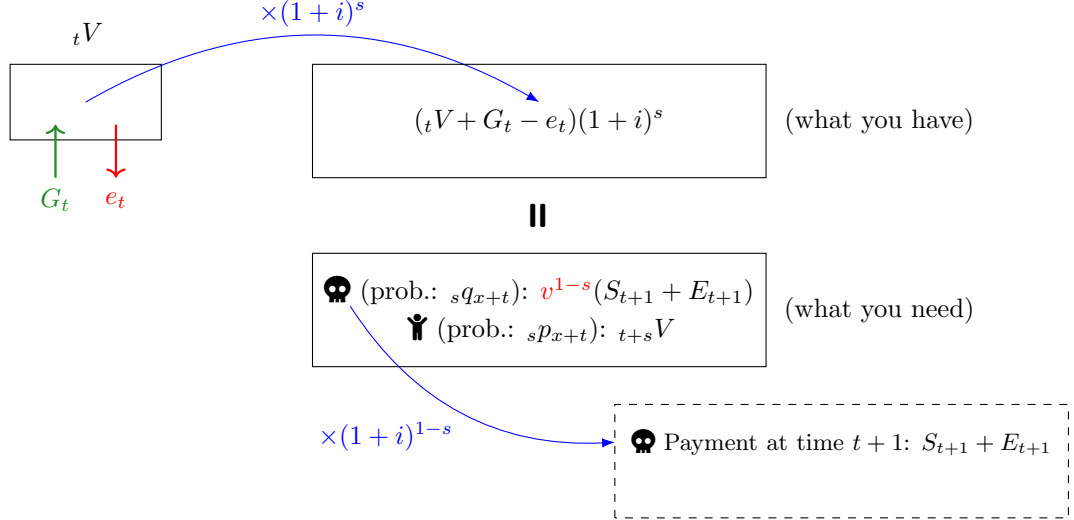 ×(1 + i)^s
_tV
(_tV + G_t − e_t)(1 + i)^s
(what you have)
G_t
e_t
=
(prob.: _sq_{x+t}): v^{1−s}(S_{t+1} + E_{t+1})
(prob.: _sp_{x+t}): _{t+s}V
(what you need)
×(1 + i)^{1−s}
Payment at time t + 1: S_{t+1} + E_{t+1}